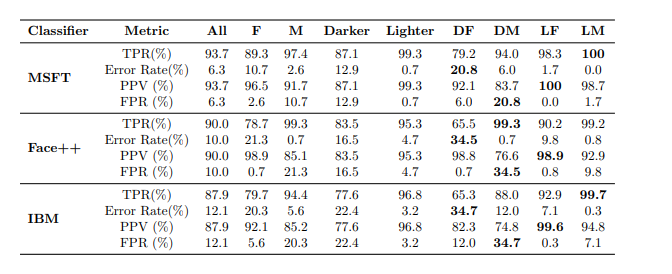 Classifier Metric All F M Darker Lighter DF DM LF LM
TPR(%) 93.7 89.3 97.4 87.1 99.3 79.2 94.0 98.3 100
Error Rate(%) 6.3 10.7 2.6 12.9 0.7 20.8 6.0 1.7 0.0
MSFT
PPV (%) 93.7 96.5 91.7 87.1 99.3 92.1 83.7 100 98.7
FPR (%) 6.3 2.6 10.7 12.9 0.7 6.0 20.8 0.0 1.7
TPR(%) 90.0 78.7 99.3 83.5 95.3 65.5 99.3 90.2 99.2
Error Rate(%) 10.0 21.3 0.7 16.5 4.7 34.5 0.7 9.8 0.8
Face++
PPV (%) 90.0 98.9 85.1 83.5 95.3 98.8 76.6 98.9 92.9
FPR (%) 10.0 0.7 21.3 16.5 4.7 0.7 34.5 0.8 9.8
TPR(%) 87.9 79.7 94.4 77.6 96.8 65.3 88.0 92.9 99.7
Error Rate(%) 12.1 20.3 5.6 22.4 3.2 34.7 12.0 7.1 0.3
IBM
PPV (%) 87.9 92.1 85.2 77.6 96.8 82.3 74.8 99.6 94.8
FPR (%) 12.1 5.6 20.3 22.4 3.2 12.0 34.7 0.3 7.1